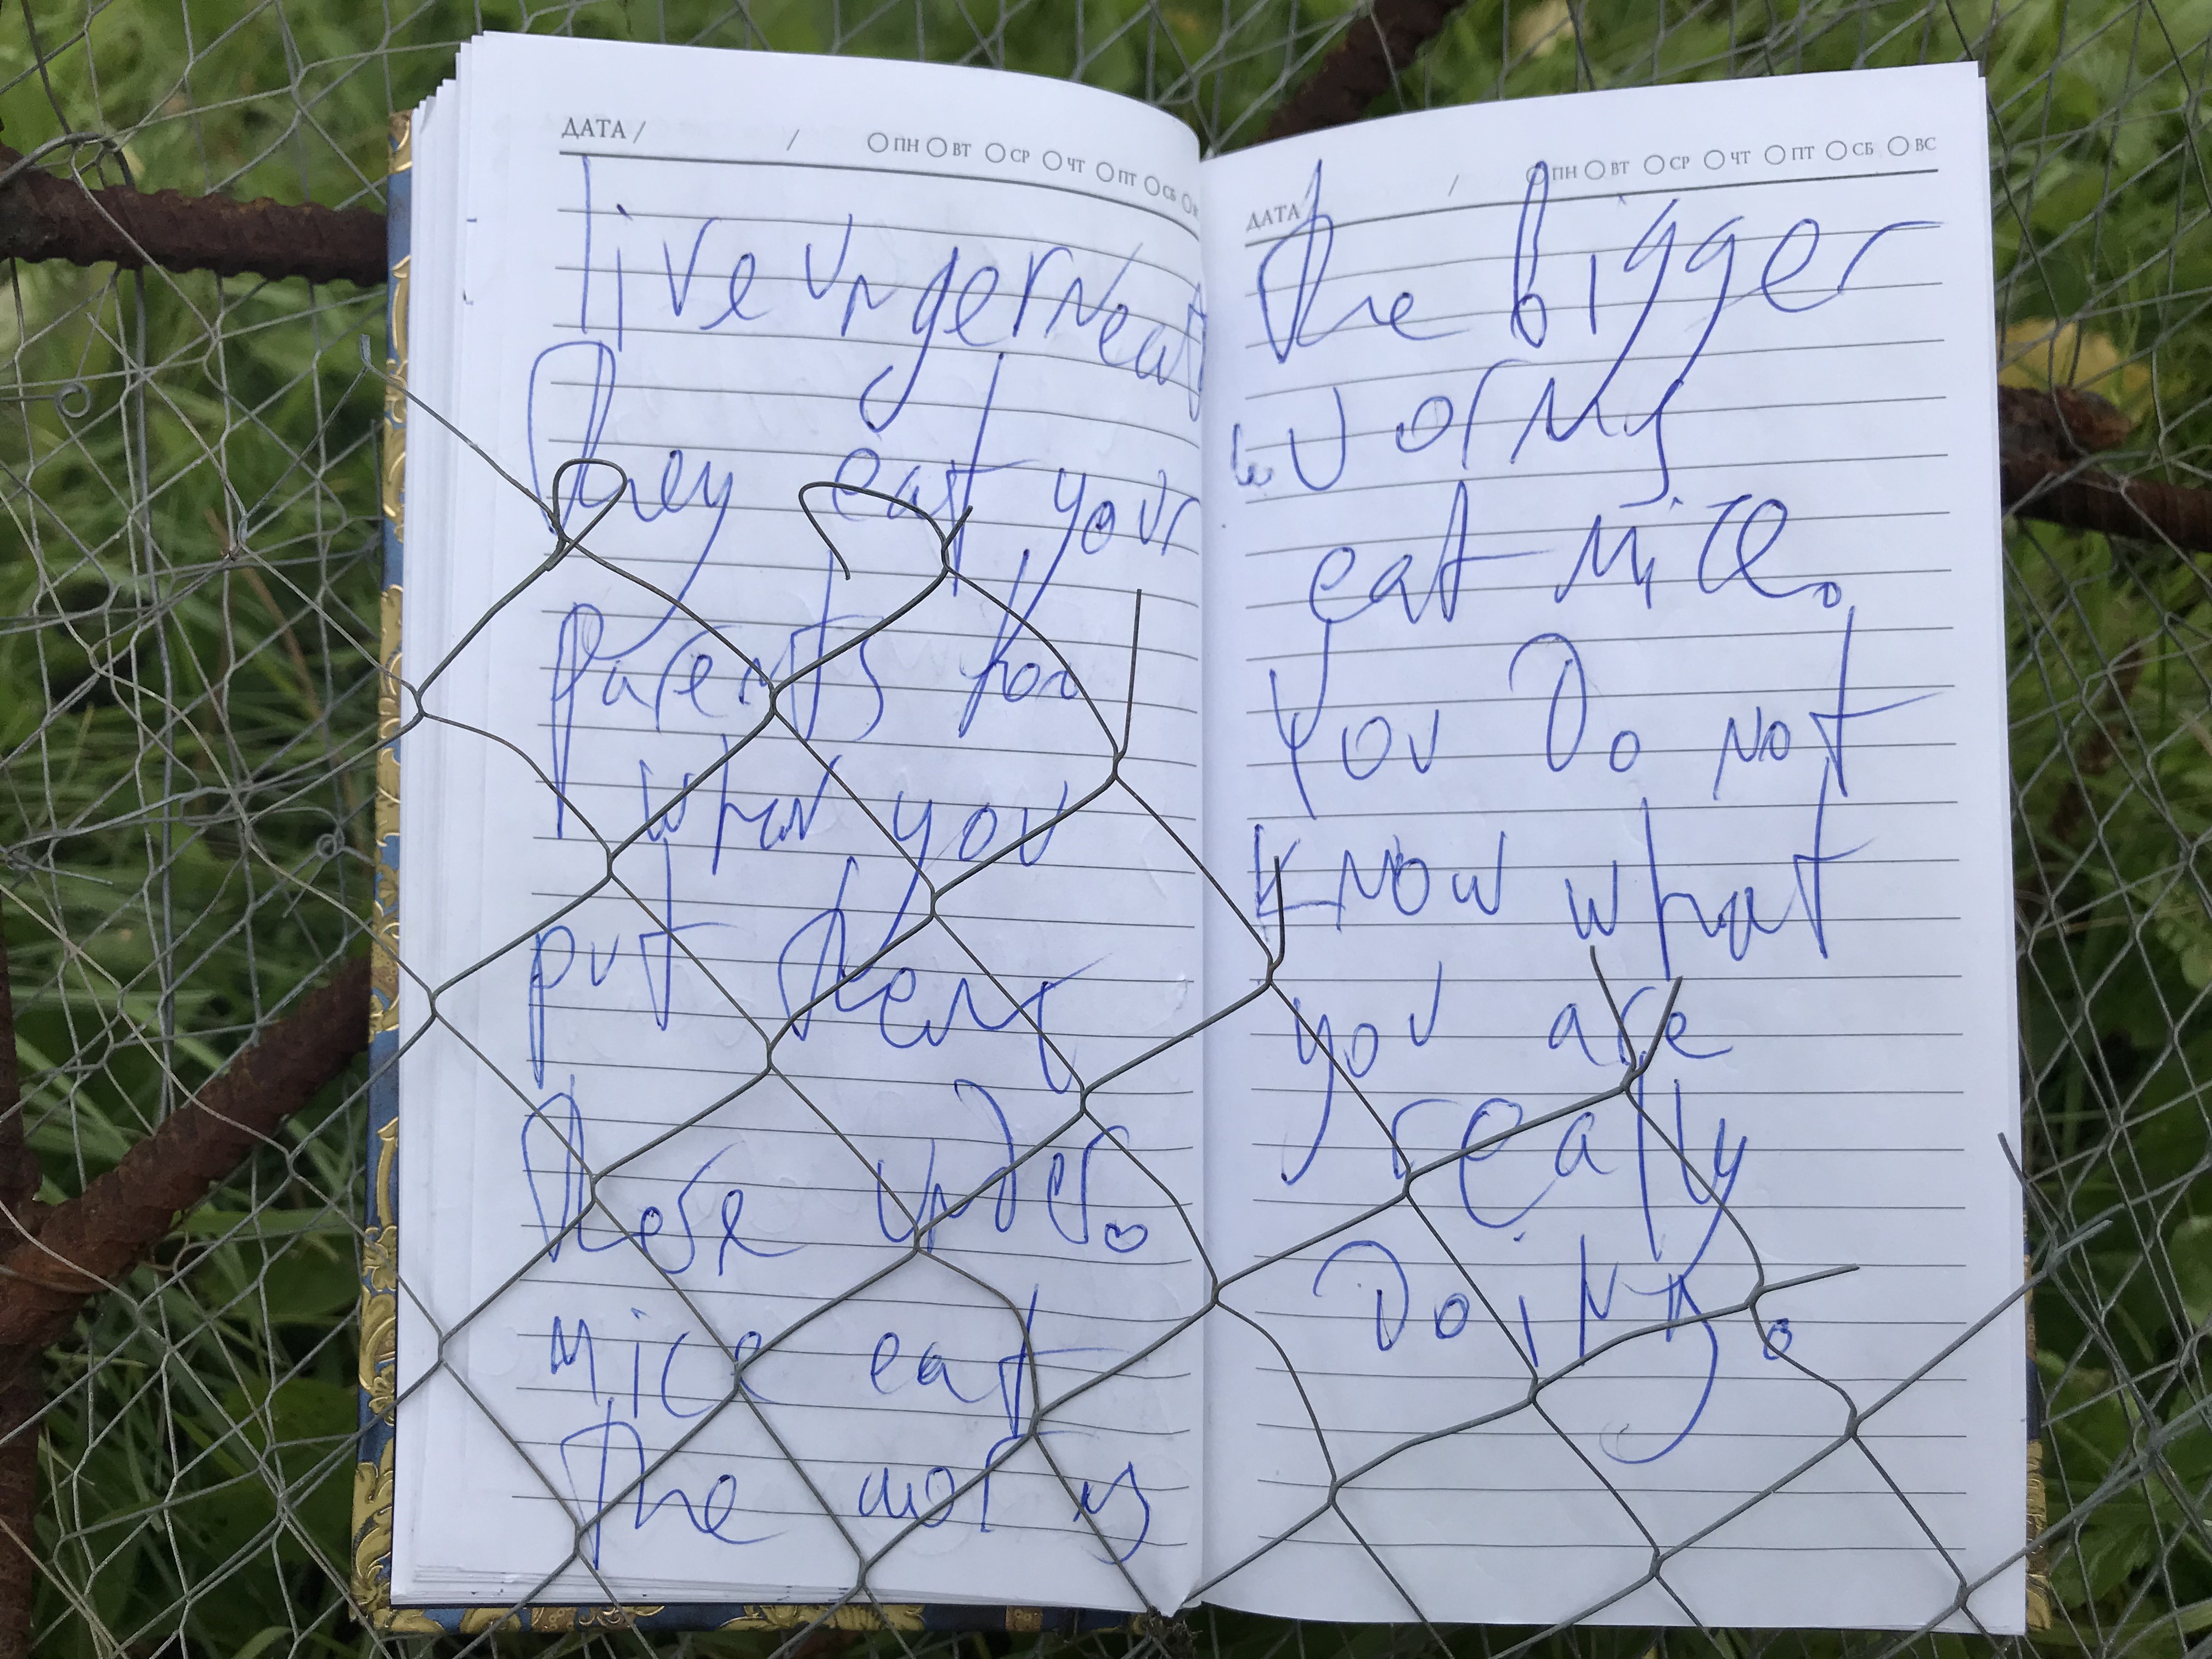 ДАТА / / ПН ВТ СР ЧТ ПТ СБ
live underneat
They eat your
parents for
what you
put them
these under.
mice eat
the worms
ДАТА / ПН ВТ СР ЧТ ПТ СБ ВС
the bigger
worms
eat mice.
You Do not
know what
you are
really
Doing.